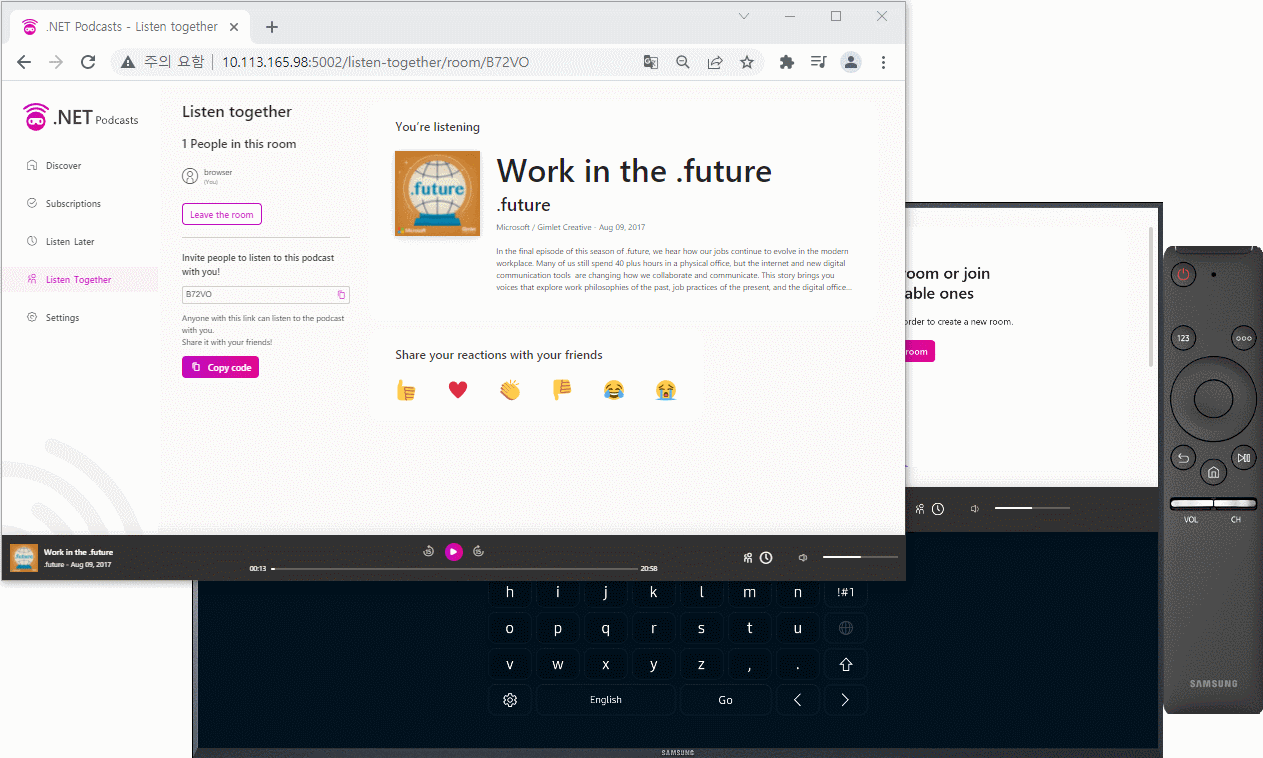 .NET Podcasts - Listen together
주의 요함
10.113.165.98:5002/listen-together/room/B72VO
.NET Podcasts
Discover
Subscriptions
Listen Later
Listen Together
Settings
Listen together
1 People in this room
browser
(You)
Leave the room
Invite people to listen to this podcast
with you!
B72VO
Anyone with this link can listen to the podcast
with you.
Share it with your friends!
Copy code
You’re listening
.future
Microsoft
Work in the .future
.future
Microsoft / Gimlet Creative - Aug 09, 2017
In the final episode of this season of .future, we hear how our jobs continue to evolve in the modern
workplace. Many of us still spend 40 plus hours in a physical office, but the internet and new digital
communication tools are changing how we collaborate and communicate. This story brings you
voices that explore work philosophies of the past, job practices of the present, and the digital office...
Share your reactions with your friends
Work in the .future
.future - Aug 09, 2017
00:13
20:58
room or join
able ones
order to create a new room.
room
h i j k l m n !#1
o p q r s t u
v w x y z , .
English
Go
SAMSUNG
123
VOL
CH
SAMSUNG